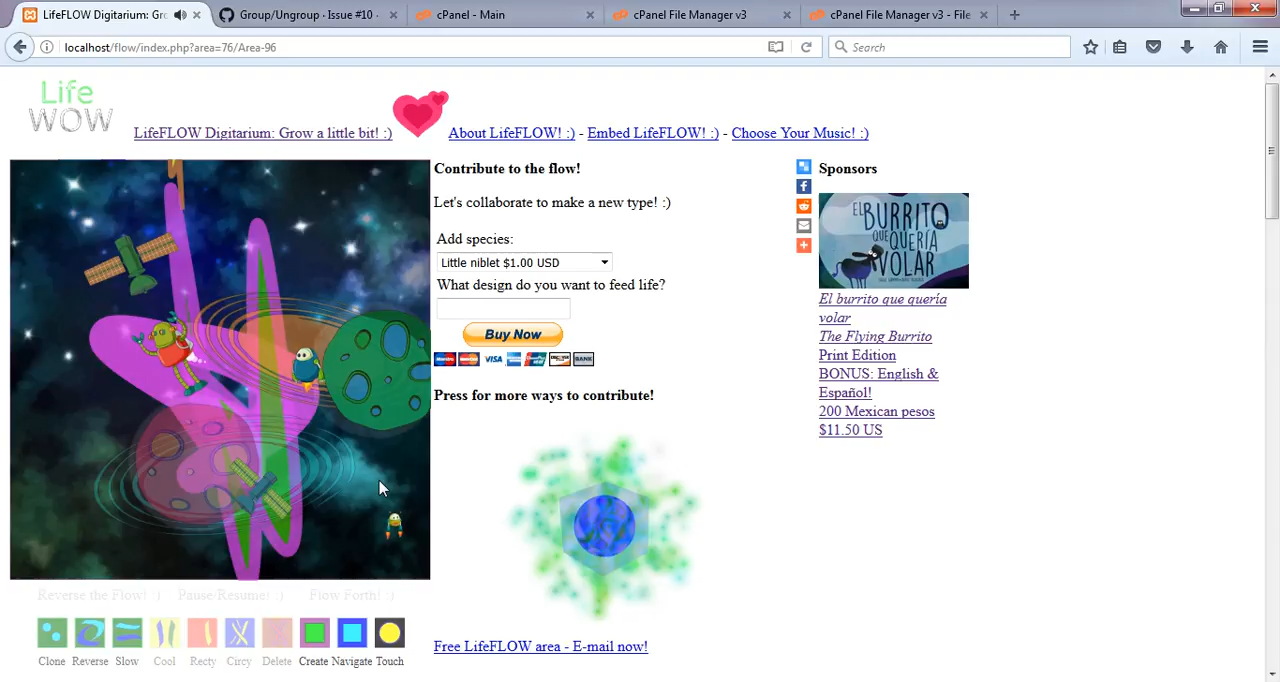 LifeFLOW Digitarium: Gro
Group/Ungroup · Issue #10 ·
cPanel - Main
cPanel File Manager v3
cPanel File Manager v3 - File
localhost/flow/index.php?area=76/Area-96
Search
Life
WOW
LifeFLOW Digitarium: Grow a little bit! :)
About LifeFLOW! :) - Embed LifeFLOW! :) - Choose Your Music! :)
Contribute to the flow!
Let's collaborate to make a new type! :)
Add species:
Little niblet $1.00 USD
What design do you want to feed life?
Buy Now
VISA
Press for more ways to contribute!
Free LifeFLOW area - E-mail now!
Sponsors
EL BURRITO
QUE QUERÍA
VOLAR
El burrito que quería
volar
The Flying Burrito
Print Edition
BONUS: English &
Español!
200 Mexican pesos
$11.50 US
Reverse the Flow! :) Pause/Resume! :) Flow Forth! :)
Clone Reverse Slow Cool Recty Circy Delete Create Navigate Touch